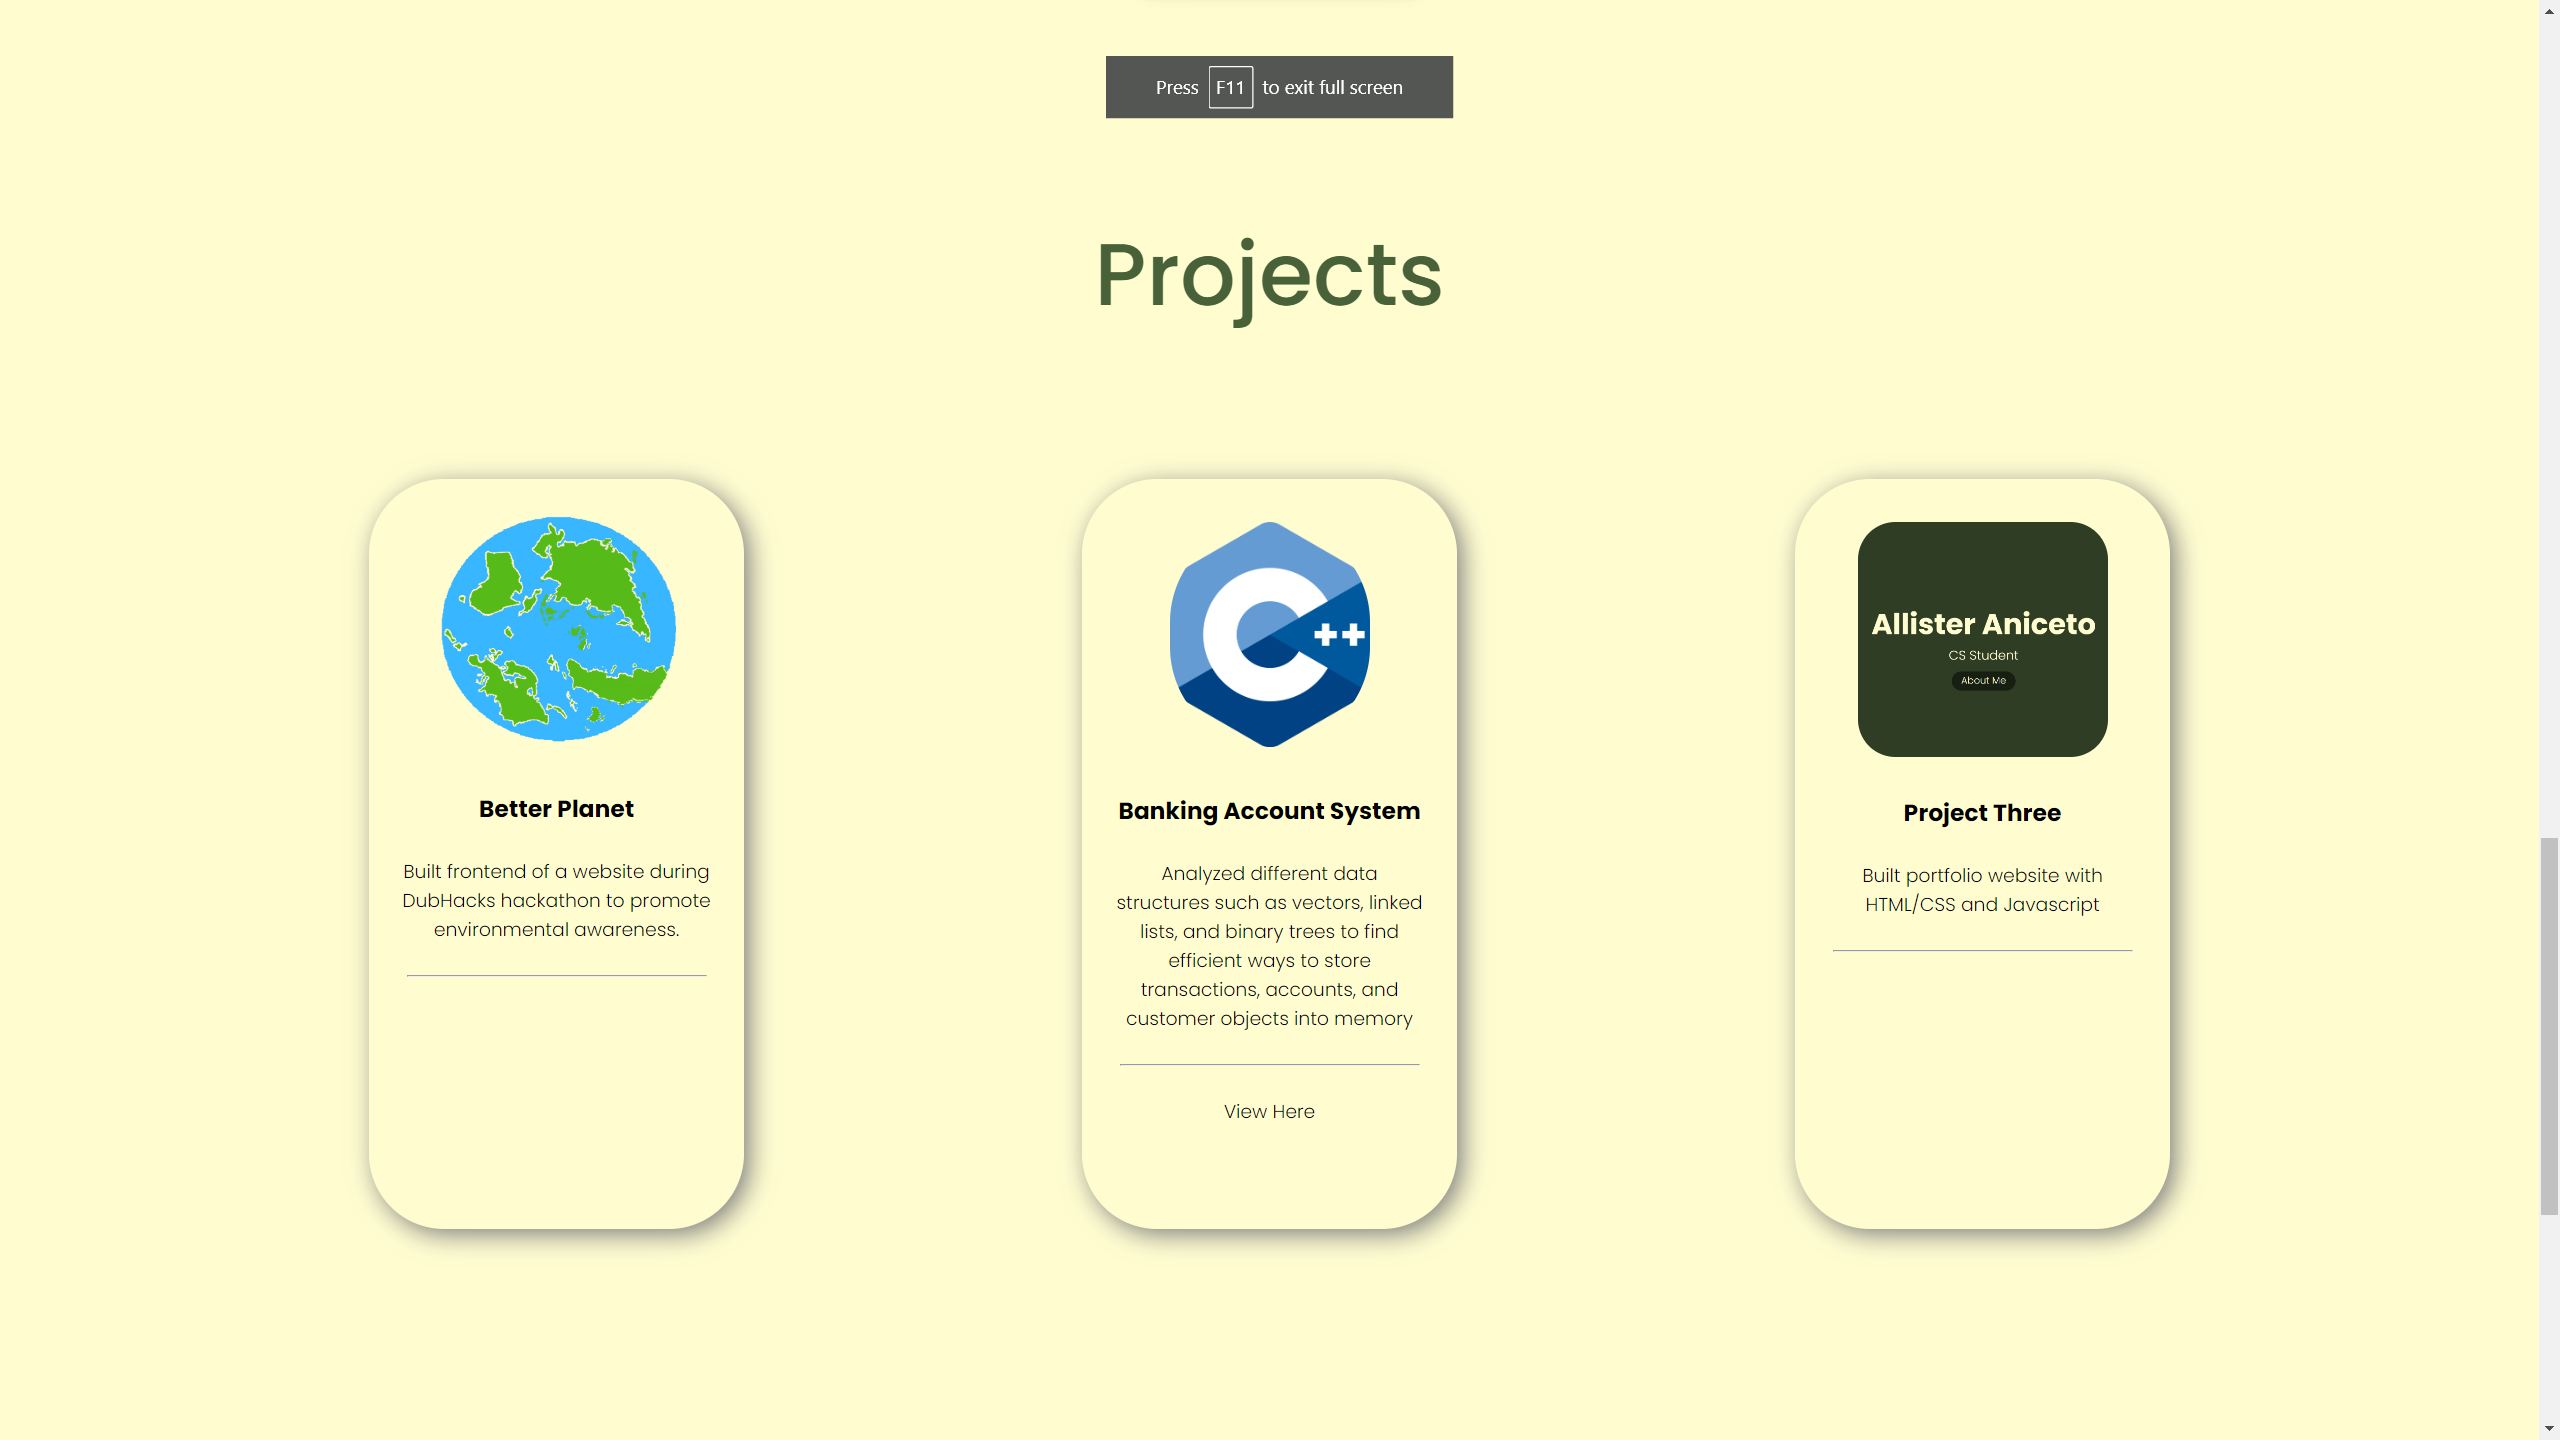 Press F11 to exit full screen
Projects
C++
Allister Aniceto
CS Student
About Me
Better Planet
Built frontend of a website during
DubHacks hackathon to promote
environmental awareness.
Banking Account System
Analyzed different data
structures such as vectors, linked
lists, and binary trees to find
efficient ways to store
transactions, accounts, and
customer objects into memory
View Here
Project Three
Built portfolio website with
HTML/CSS and Javascript